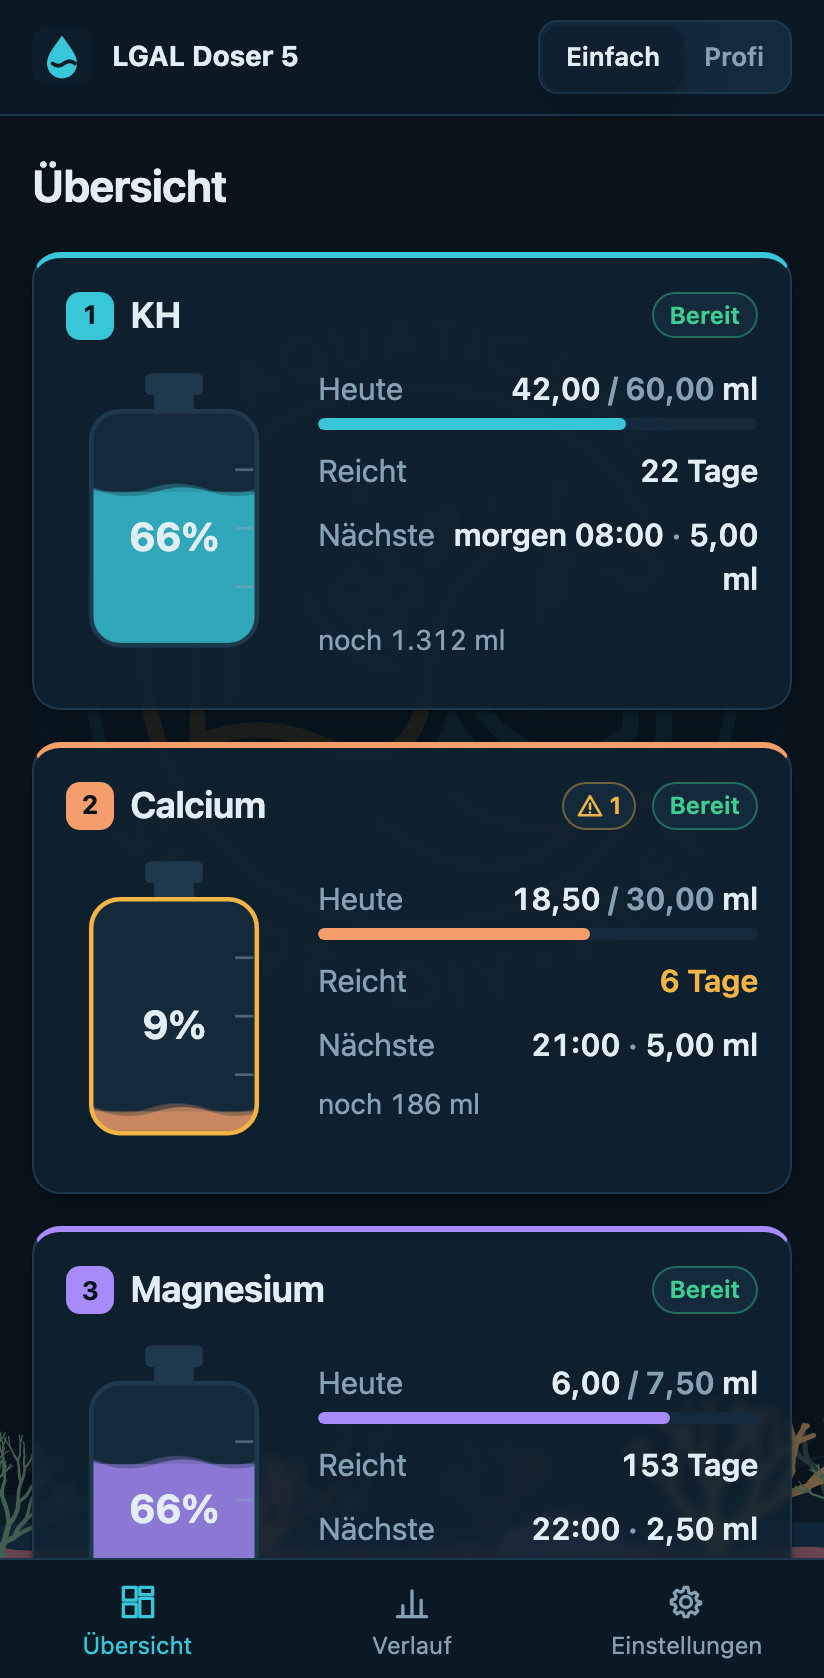 LGAL Doser 5
Einfach
Profi
Übersicht
1 KH
Bereit
Heute 42,00 / 60,00 ml
66%
Reicht 22 Tage
Nächste morgen 08:00 · 5,00
ml
noch 1.312 ml
2 Calcium
1
Bereit
Heute 18,50 / 30,00 ml
9%
Reicht 6 Tage
Nächste 21:00 · 5,00 ml
noch 186 ml
3 Magnesium
Bereit
Heute 6,00 / 7,50 ml
66%
Reicht 153 Tage
Nächste 22:00 · 2,50 ml
Übersicht
Verlauf
Einstellungen